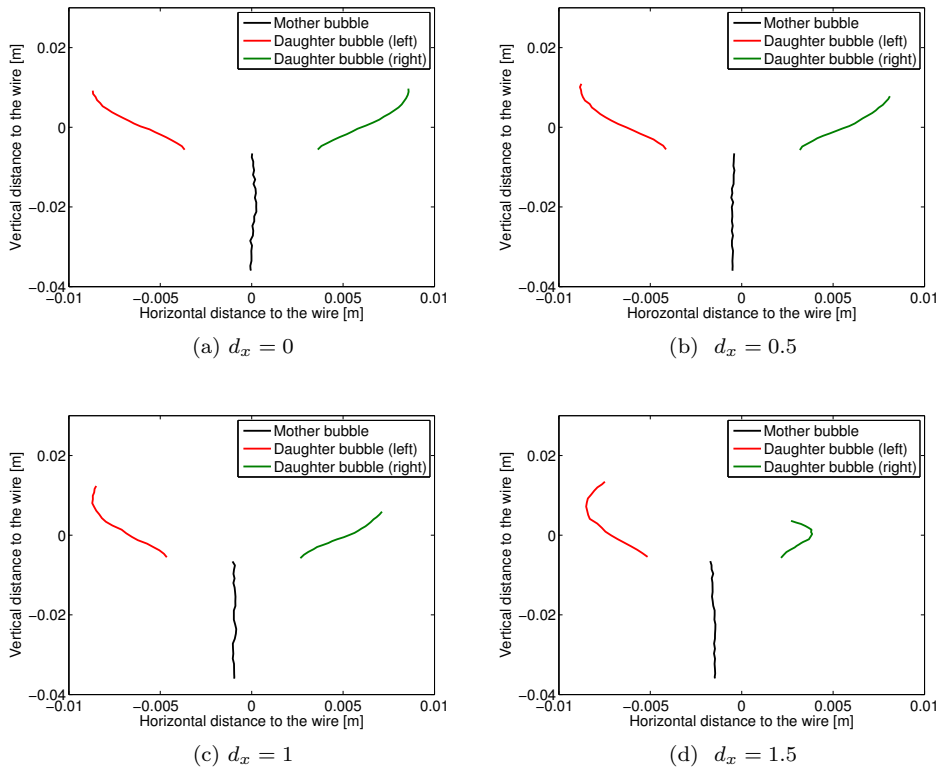 Mother bubble
Daughter bubble (left)
Daughter bubble (right)
0.02
0
−0.02
−0.04
Vertical distance to the wire [m]
−0.01 −0.005 0 0.005 0.01
Horizontal distance to the wire [m]
(a) dₓ = 0
Mother bubble
Daughter bubble (left)
Daughter bubble (right)
0.02
0
−0.02
−0.04
Vertical distance to the wire [m]
−0.01 −0.005 0 0.005 0.01
Horozontal distance to the wire [m]
(b) dₓ = 0.5
Mother bubble
Daughter bubble (left)
Daughter bubble (right)
0.02
0
−0.02
−0.04
Vertical distance to the wire [m]
−0.01 −0.005 0 0.005 0.01
Horizontal distance to the wire [m]
(c) dₓ = 1
Mother bubble
Daughter bubble (left)
Daughter bubble (right)
0.02
0
−0.02
−0.04
Vertical distance to the wire [m]
−0.01 −0.005 0 0.005 0.01
Horizontal distance to the wire [m]
(d) dₓ = 1.5